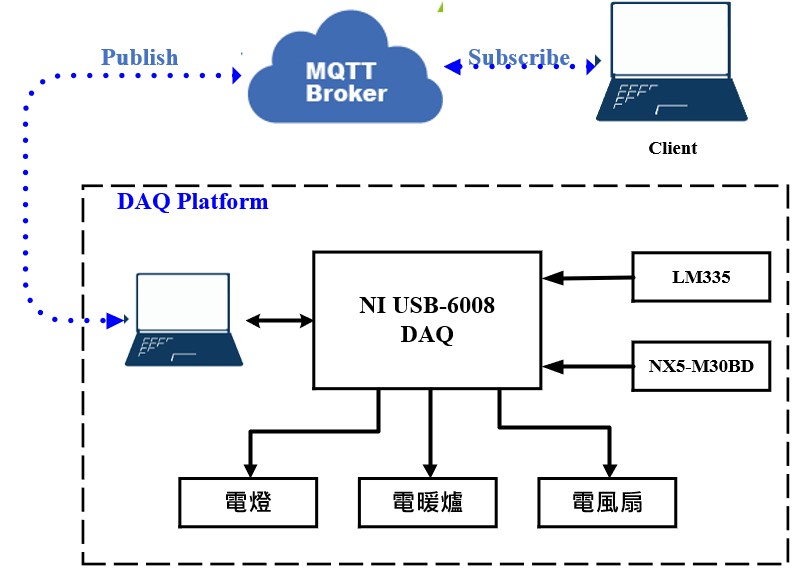 Publish
MQTT
Broker
Subscribe
Client
DAQ Platform
NI USB-6008
DAQ
LM335
NX5-M30BD
電燈
電暖爐
電風扇